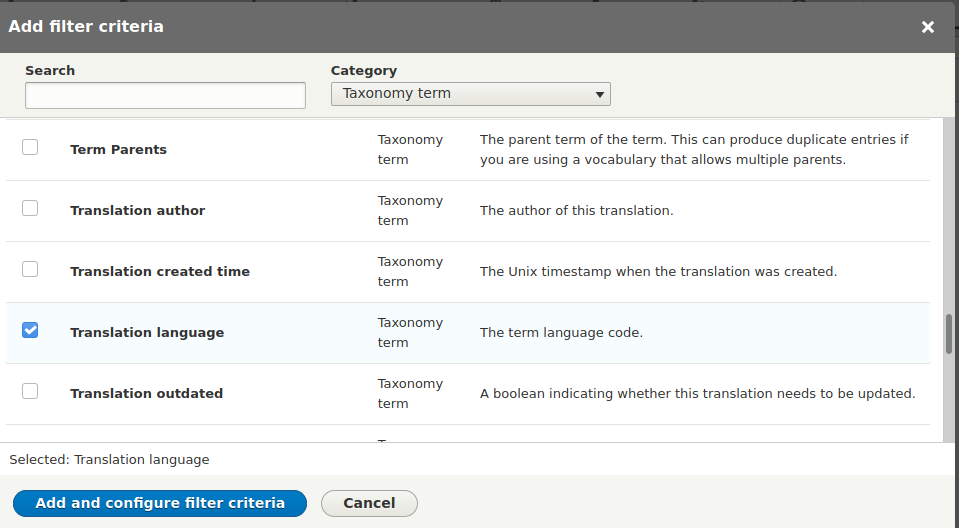 Add filter criteria
Search
Category
Taxonomy term
Term Parents
Taxonomy
term
The parent term of the term. This can produce duplicate entries if
you are using a vocabulary that allows multiple parents.
Translation author
Taxonomy
term
The author of this translation.
Translation created time
Taxonomy
term
The Unix timestamp when the translation was created.
Translation language
Taxonomy
term
The term language code.
Translation outdated
Taxonomy
term
A boolean indicating whether this translation needs to be updated.
Selected: Translation language
Add and configure filter criteria
Cancel